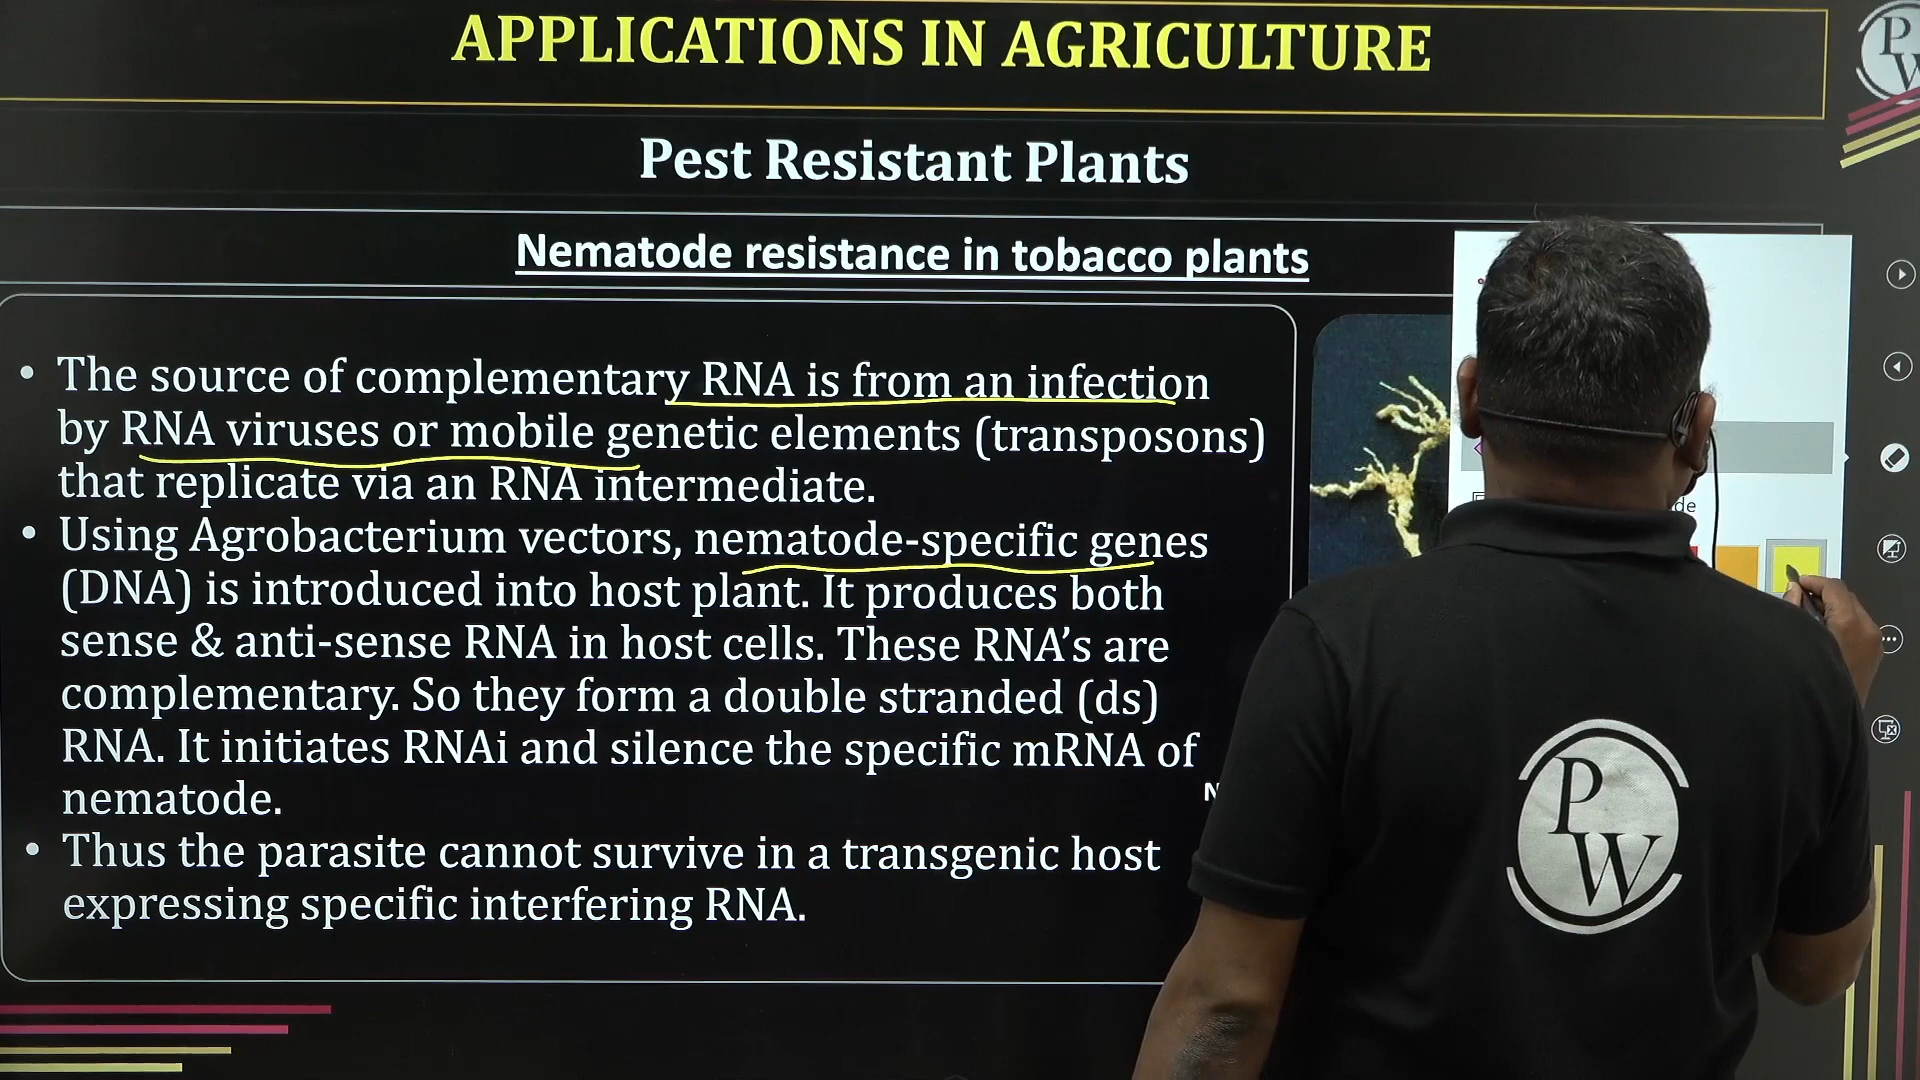 APPLICATIONS IN AGRICULTURE
P
W
Pest Resistant Plants
Nematode resistance in tobacco plants
• The source of complementary RNA is from an infection
by RNA viruses or mobile genetic elements (transposons)
that replicate via an RNA intermediate.
• Using Agrobacterium vectors, nematode-specific genes
(DNA) is introduced into host plant. It produces both
sense & anti-sense RNA in host cells. These RNA’s are
complementary. So they form a double stranded (ds)
RNA. It initiates RNAi and silence the specific mRNA of
nematode.
• Thus the parasite cannot survive in a transgenic host
expressing specific interfering RNA.
P
W